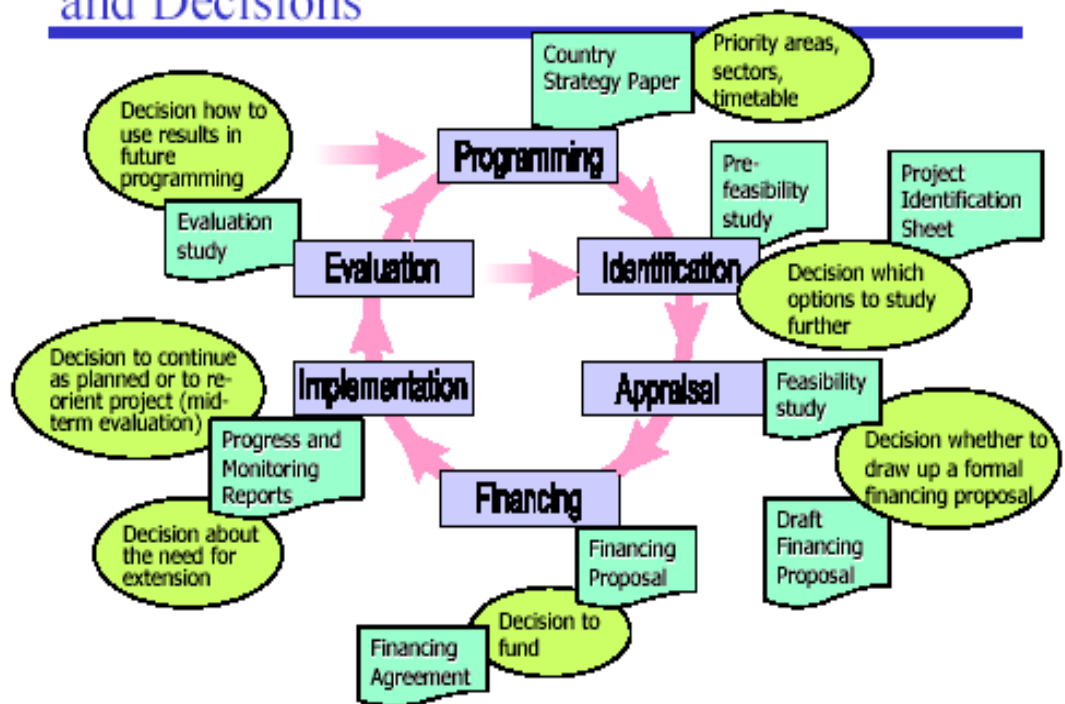 and Decisions
Country
Strategy Paper
Priority areas,
sectors,
timetable
Decision how to
use results in
future
programming
Programming
Pre-
feasibility
study
Project
Identification
Sheet
Evaluation
study
Evaluation
Identification
Decision which
options to study
further
Decision to continue
as planned or to re-
orient project (mid-
term evaluation)
Implementation
Appraisal
Feasibility
study
Progress and
Monitoring
Reports
Decision whether to
draw up a formal
financing proposal
Financing
Decision about
the need for
extension
Financing
Proposal
Draft
Financing
Proposal
Decision to
fund
Financing
Agreement